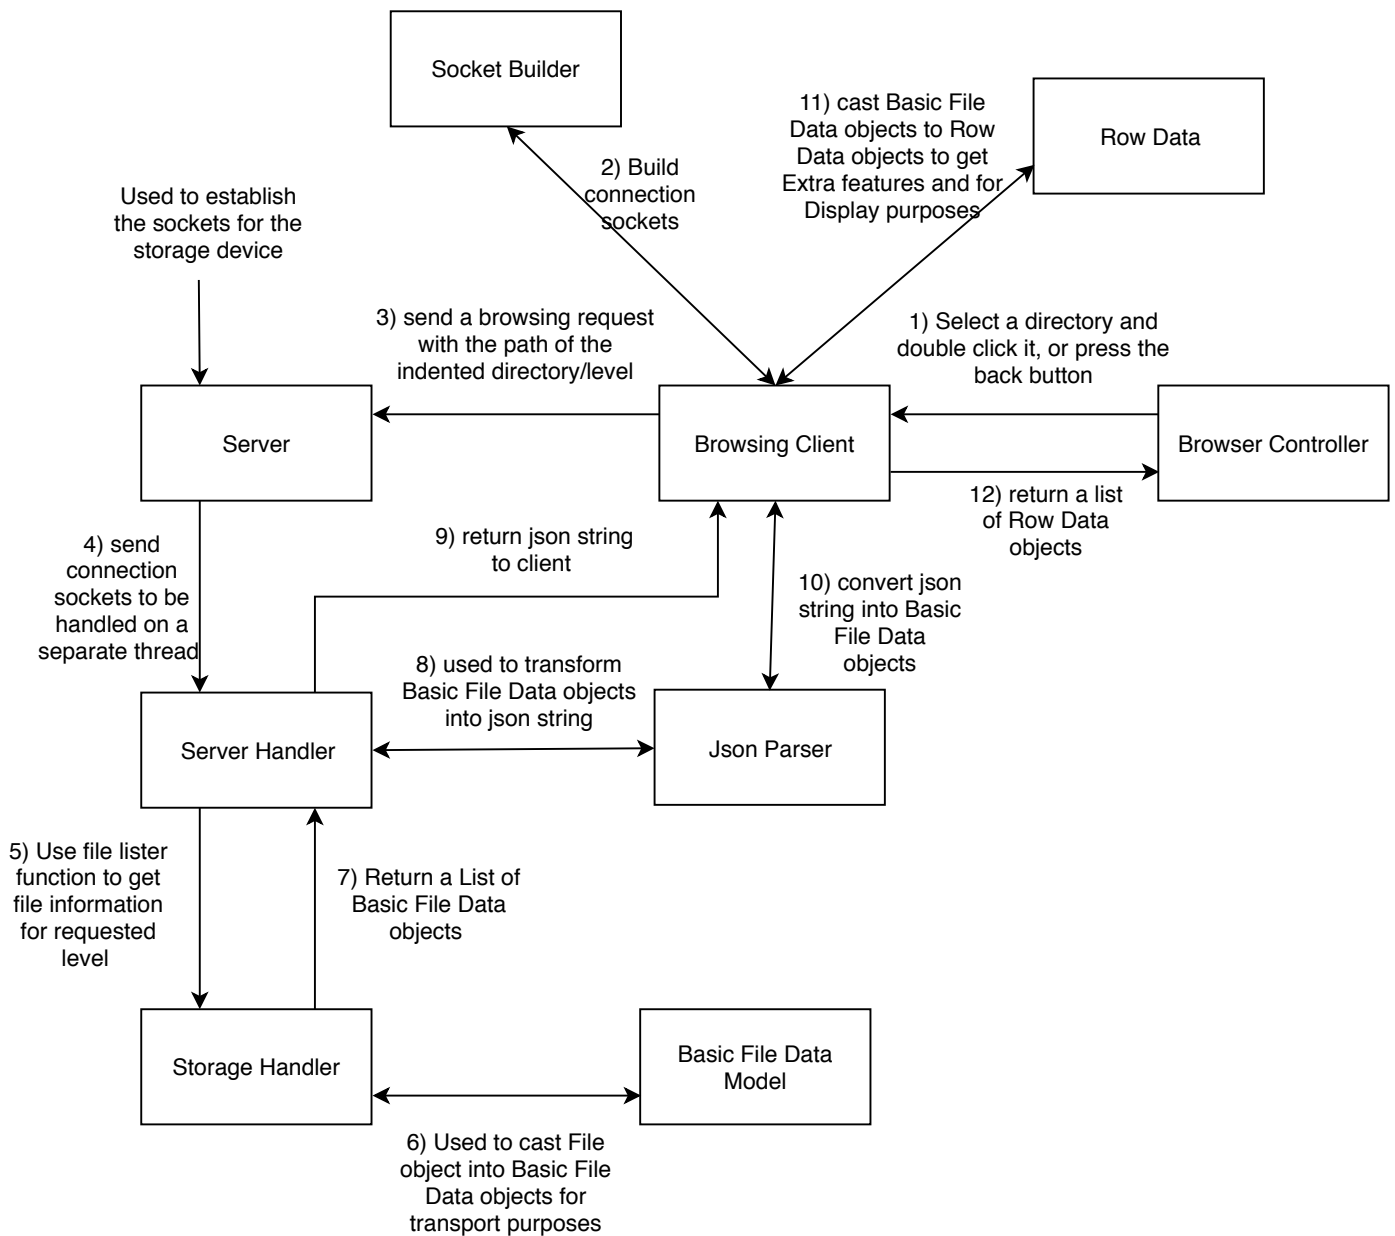 Socket Builder
11) cast Basic File
Data objects to Row
Data objects to get
Extra features and for
Display purposes
Row Data
2) Build
connection
sockets
Used to establish
the sockets for the
storage device
3) send a browsing request
with the path of the
indented directory/level
1) Select a directory and
double click it, or press the
back button
Server
Browsing Client
Browser Controller
12) return a list
of Row Data
objects
4) send
connection
sockets to be
handled on a
separate thread
9) return json string
to client
10) convert json
string into Basic
File Data
objects
8) used to transform
Basic File Data objects
into json string
Server Handler
Json Parser
5) Use file lister
function to get
file information
for requested
level
7) Return a List of
Basic File Data
objects
Storage Handler
Basic File Data
Model
6) Used to cast File
object into Basic File
Data objects for
transport purposes